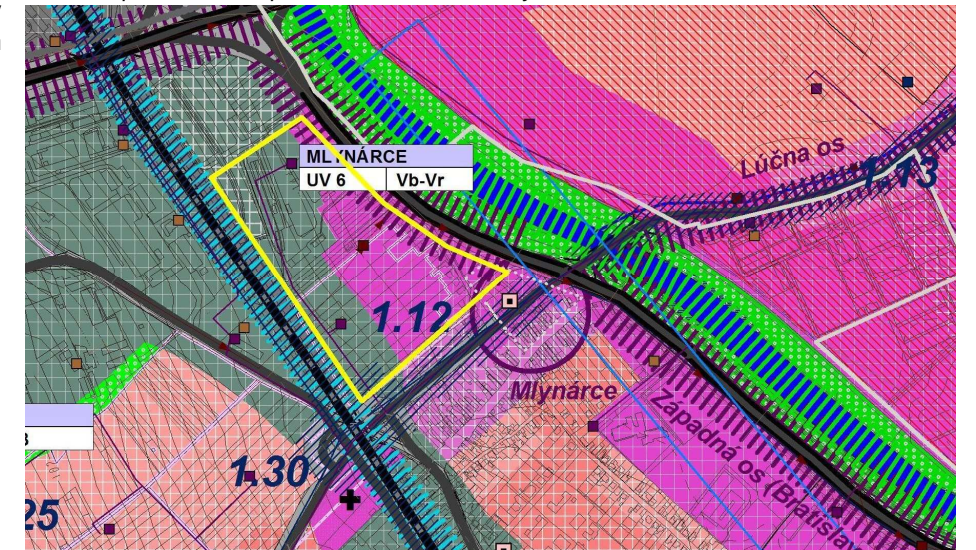 MLYNÁRCE
UV 6 Vb-Vr
Lúčna os
1.13
1.12
Mlynárce
Západná os (Bratislav
1.30
25